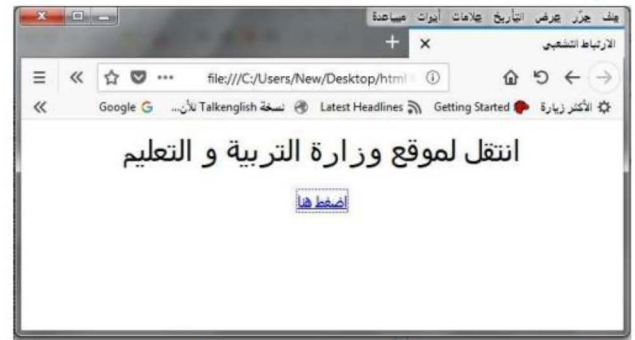 ملف حرّر عرض التأريخ علامات أدوات مساعدة
الارتباط التشعبي
file:///C:/Users/New/Desktop/html
الأكثر زيارة Getting Started Latest Headlines نسخة Talkenglish لأن... Google
انتقل لموقع وزارة التربية و التعليم
اضغط هنا